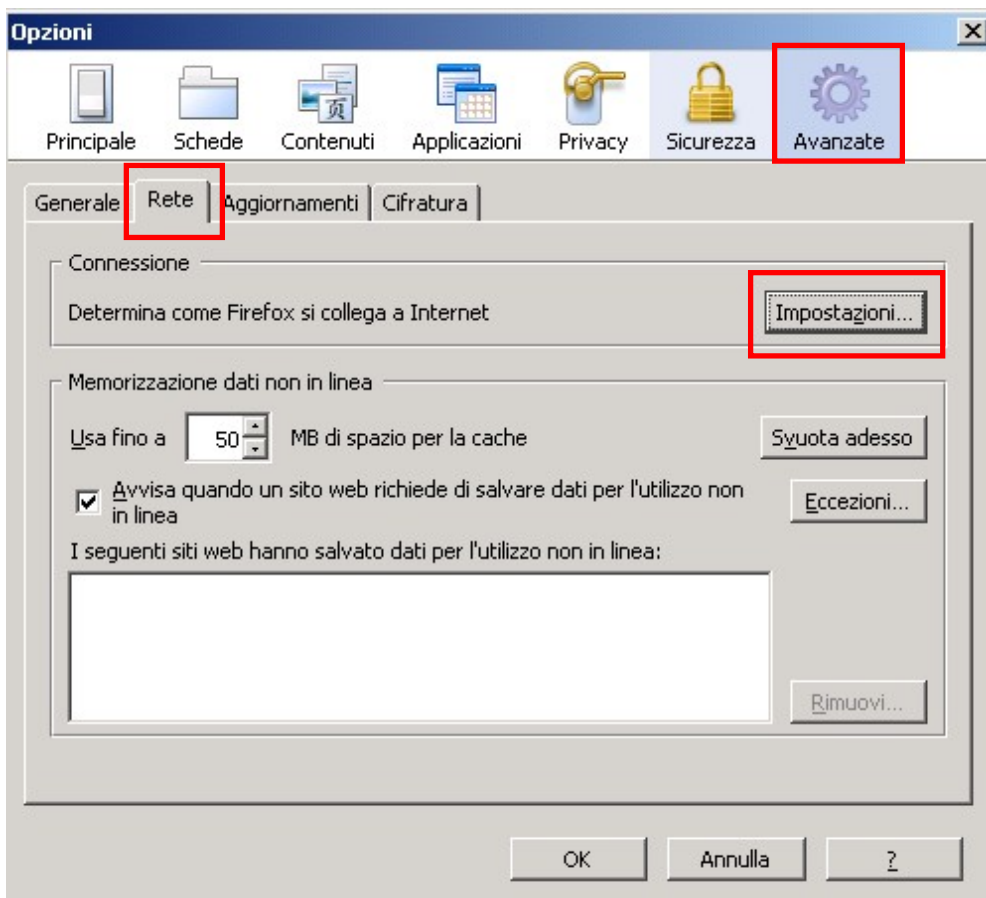 Opzioni
页
Principale Schede Contenuti Applicazioni Privacy Sicurezza Avanzate
Generale Rete Aggiornamenti Cifratura
Connessione
Determina come Firefox si collega a Internet Impostazioni...
Memorizzazione dati non in linea
Usa fino a 50 MB di spazio per la cache Svuota adesso
Avvisa quando un sito web richiede di salvare dati per l'utilizzo non
in linea
Eccezioni...
I seguenti siti web hanno salvato dati per l'utilizzo non in linea:
Rimuovi...
OK Annulla ?